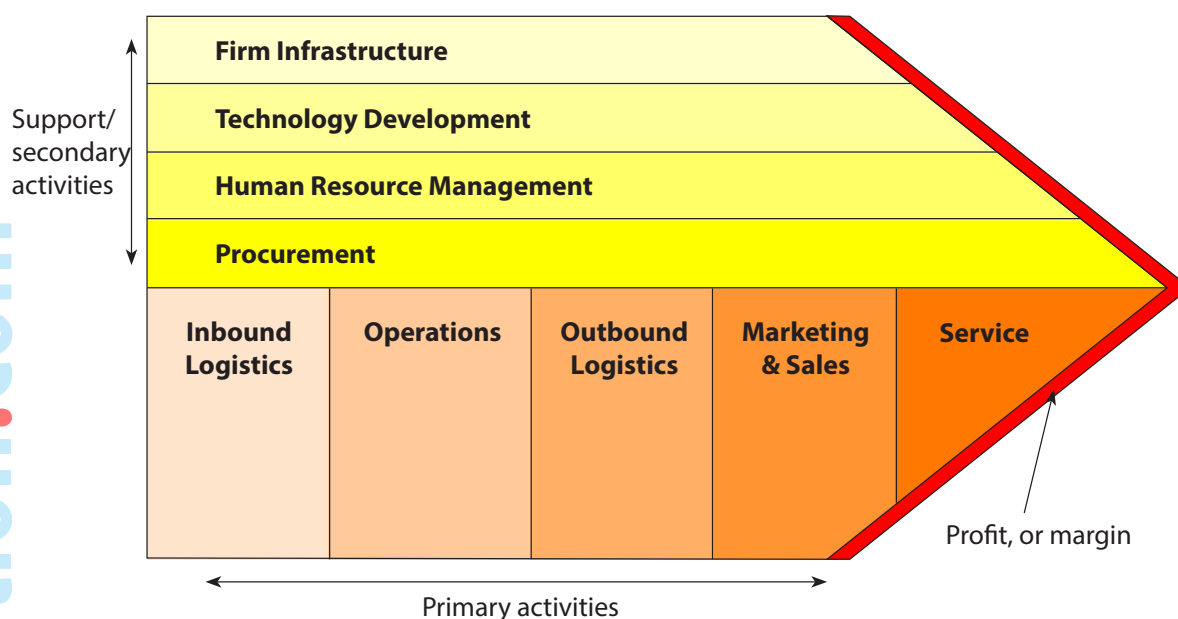 Firm Infrastructure
Support/
secondary
activities
Technology Development
Human Resource Management
Procurement
Inbound
Logistics
Operations
Outbound
Logistics
Marketing
& Sales
Service
Profit, or margin
Primary activities